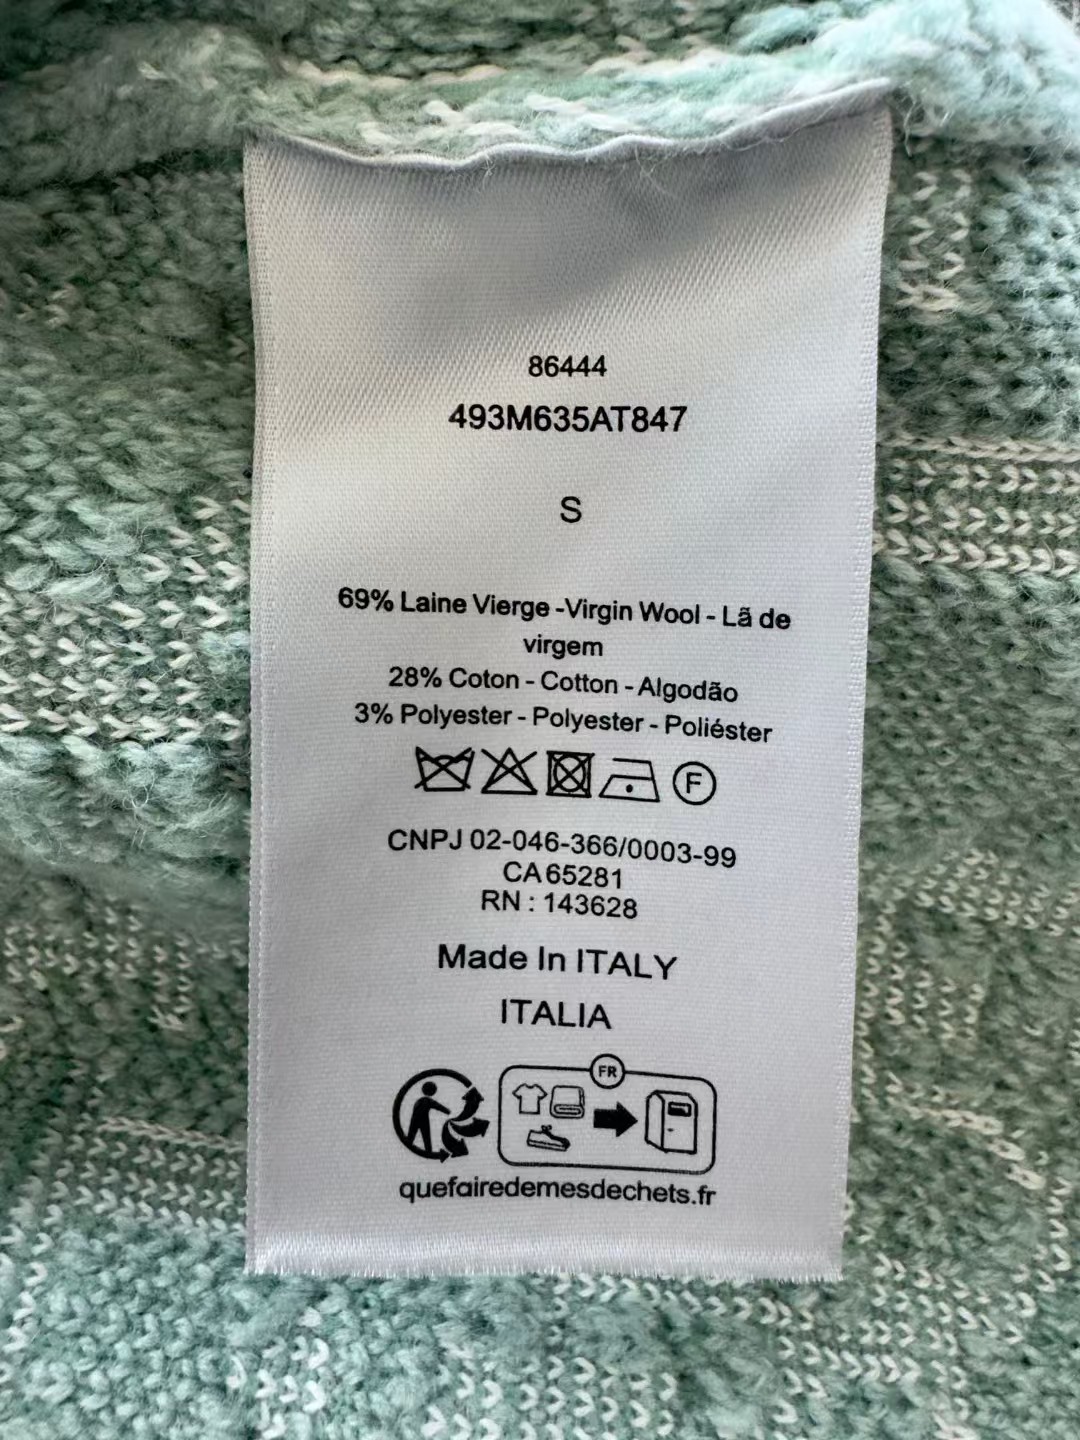 86444
493M635AT847
S
69% Laine Vierge -Virgin Wool - Lã de
virgem
28% Coton - Cotton - Algodão
3% Polyester - Polyester - Poliéster
F
CNPJ 02-046-366/0003-99
CA 65281
RN : 143628
Made In ITALY
ITALIA
FR
quefairedemesdechets.fr